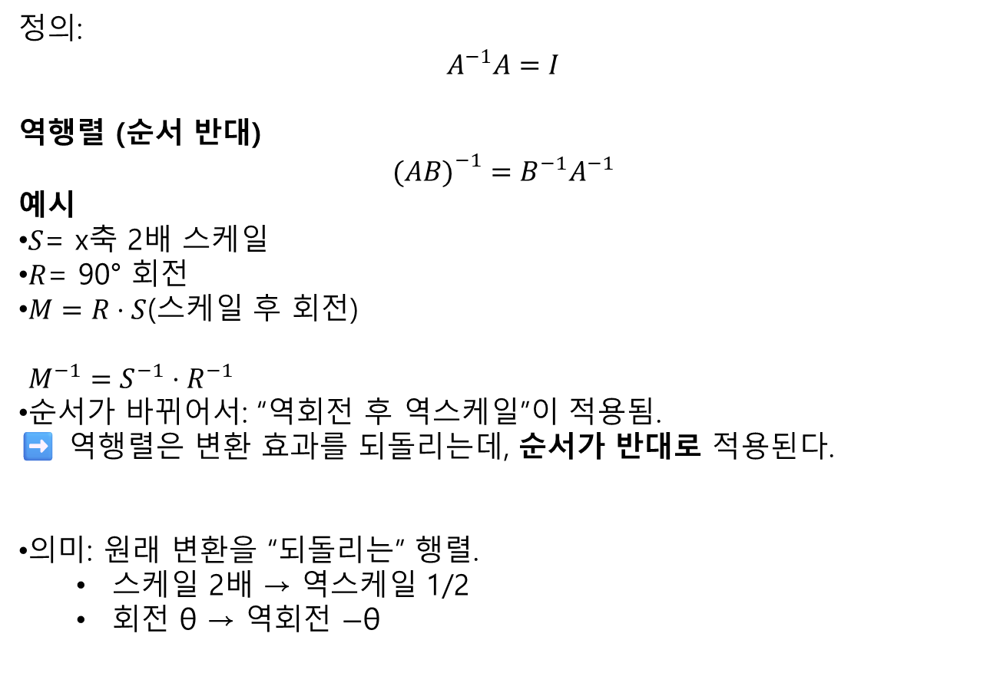 정의:
A⁻¹A = I
역행렬 (순서 반대)
(AB)⁻¹ = B⁻¹A⁻¹
예시
•S= x축 2배 스케일
•R= 90° 회전
•M = R · S(스케일 후 회전)
M⁻¹ = S⁻¹ · R⁻¹
•순서가 바뀌어서: “역회전 후 역스케일”이 적용됨.
➡ 역행렬은 변환 효과를 되돌리는데, 순서가 반대로 적용된다.
•의미: 원래 변환을 “되돌리는” 행렬.
• 스케일 2배 → 역스케일 1/2
• 회전 θ → 역회전 −θ